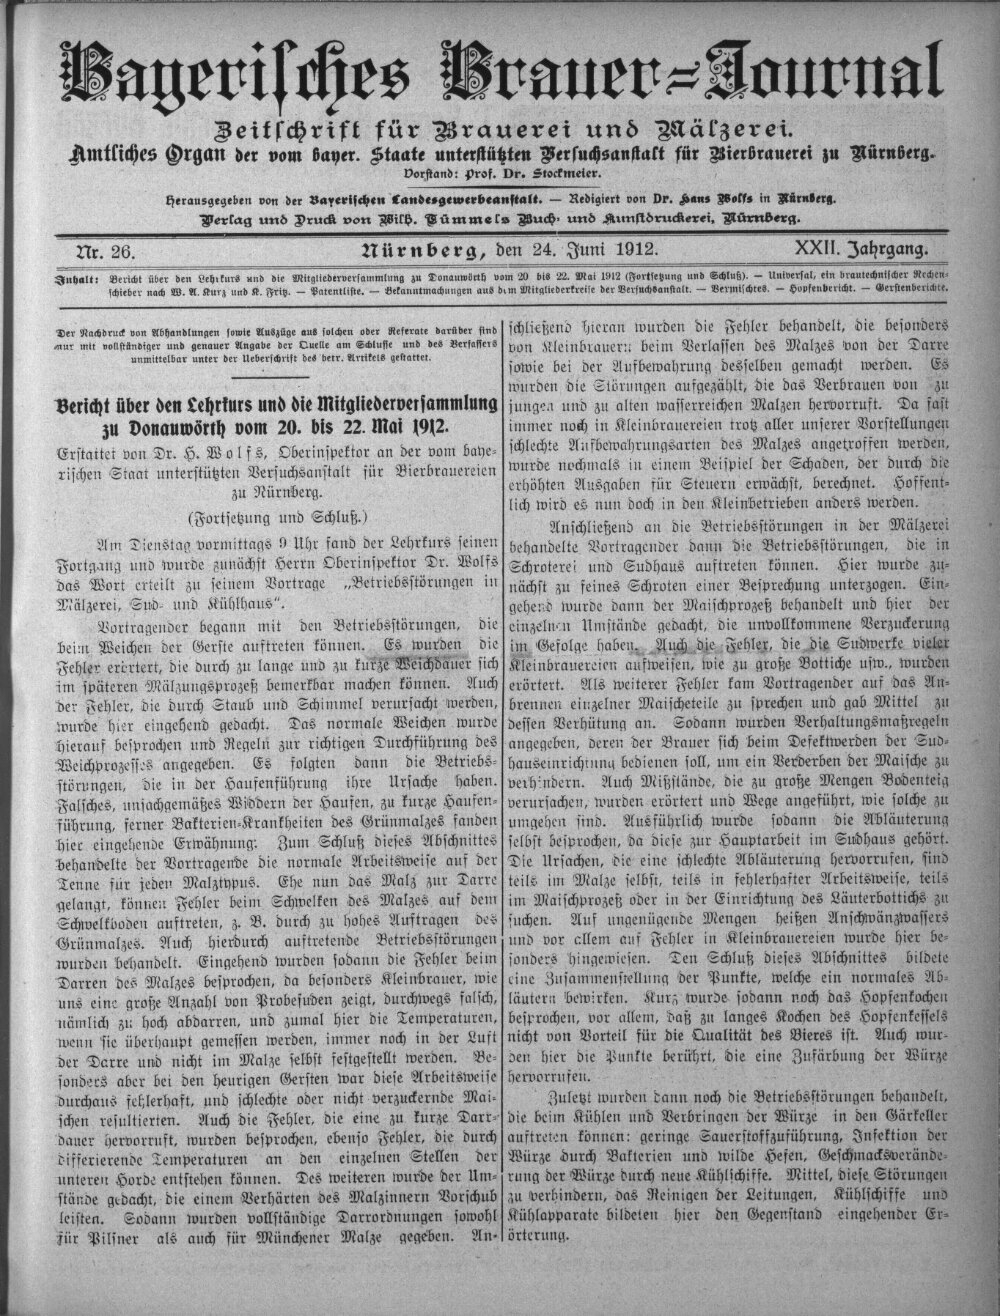 Bayerisches Brauer=Journal
Zeitschrift für Brauerei und Mälzerei.
Amtliches Organ der vom bayer. Staate unterstützten Versuchsanstalt für Bierbrauerei zu Nürnberg.
Vorstand: Prof. Dr. Stockmeier.
Herausgegeben von der Bayerischen Landesgewerbeanstalt. — Redigiert von Dr. Hans Wolfs in Nürnberg.
Verlag und Druck von Wilh. Tümmels Buch- und Kunstdruckerei, Nürnberg.
Nr. 26. Nürnberg, den 24. Juni 1912. XXII. Jahrgang.
Inhalt: Bericht über den Lehrkurs und die Mitgliederversammlung zu Donauwörth vom 20 bis 22. Mai 1912 (Fortsetzung und Schluß). — Universal, ein brautechnischer Rechen-
schieber nach W. A. Kurz und K. Fritz. — Patentliste. — Bekanntmachungen aus dem Mitgliederkreise der Versuchsanstalt. — Vermischtes. — Hopfenbericht. — Gerstenberichte.
Der Nachdruck von Abhandlungen sowie Auszüge aus solchen oder Referate darüber sind
nur mit vollständiger und genauer Angabe der Quelle am Schlusse und des Verfassers
unmittelbar unter der Ueberschrift des betr. Artikels gestattet.
Bericht über den Lehrkurs und die Mitgliederversammlung
zu Donauwörth vom 20. bis 22. Mai 1912.
Erstattet von Dr. H. Wolfs, Oberinspektor an der vom baye-
rischen Staat unterstützten Versuchsanstalt für Bierbrauereien
zu Nürnberg.
(Fortsetzung und Schluß.)
Am Dienstag vormittags 9 Uhr fand der Lehrkurs seinen
Fortgang und wurde zunächst Herrn Oberinspektor Dr. Wolfs
das Wort erteilt zu seinem Vortrage „Betriebsstörungen in
Mälzerei, Sud- und Kühlhaus“.
Vortragender begann mit den Betriebsstörungen, die
beim Weichen der Gerste auftreten können. Es wurden die
Fehler erörtert, die durch zu lange und zu kurze Weichdauer sich
im späteren Mälzungsprozeß bemerkbar machen können. Auch
der Fehler, die durch Staub und Schimmel verursacht werden,
wurde hier eingehend gedacht. Das normale Weichen wurde
hierauf besprochen und Regeln zur richtigen Durchführung des
Weichprozesses angegeben. Es folgten dann die Betriebs-
störungen, die in der Haufenführung ihre Ursache haben.
Falsches, unsachgemäßes Widdern der Haufen, zu kurze Haufen-
führung, ferner Bakterien-Krankheiten des Grünmalzes fanden
hier eingehende Erwähnung: Zum Schluß dieses Abschnittes
behandelte der Vortragende die normale Arbeitsweise auf der
Tenne für jeden Malztypus. Ehe nun das Malz zur Darre
gelangt, können Fehler beim Schwelken des Malzes auf dem
Schwelkboden auftreten, z. B. durch zu hohes Auftragen des
Grünmalzes. Auch hierdurch auftretende Betriebsstörungen
wurden behandelt. Eingehend wurden sodann die Fehler beim
Darren des Malzes besprochen, da besonders Kleinbrauer, wie
uns eine große Anzahl von Probesuden zeigt, durchwegs falsch,
nämlich zu hoch abdarren, und zumal hier die Temperaturen,
wenn sie überhaupt gemessen werden, immer noch in der Luft
der Darre und nicht im Malze selbst festgestellt werden. Be-
sonders aber bei den heurigen Gersten war diese Arbeitsweise
durchaus fehlerhaft, und schlechte oder nicht verzuckernde Mai-
schen resultierten. Auch die Fehler, die eine zu kurze Darr-
dauer hervorruft, wurden besprochen, ebenso Fehler, die durch
differierende Temperaturen an den einzelnen Stellen der
unteren Horde entstehen können. Des weiteren wurde der Um-
stände gedacht, die einem Verhärten des Malzinnern Vorschub
leisten. Sodann wurden vollständige Darrordnungen sowohl
für Pilsner als auch für Münchener Malze gegeben. An-
schließend hieran wurden die Fehler behandelt, die besonders
von Kleinbrauern beim Verlassen des Malzes von der Darre
sowie bei der Aufbewahrung desselben gemacht werden. Es
wurden die Störungen aufgezählt, die das Verbrauen von zu
jungen und zu alten wasserreichen Malzen hervorruft. Da fast
immer noch in Kleinbrauereien trotz aller unserer Vorstellungen
schlechte Aufbewahrungsarten des Malzes angetroffen werden,
wurde nochmals in einem Beispiel der Schaden, der durch die
erhöhten Ausgaben für Steuern erwächst, berechnet. Hoffent-
lich wird es nun doch in den Kleinbetrieben anders werden.
Anschließend an die Betriebsstörungen in der Mälzerei
behandelte Vortragender dann die Betriebsstörungen, die in
Schroterei und Sudhaus auftreten können. Hier wurde zu-
nächst zu feines Schroten einer Besprechung unterzogen. Ein-
gehend wurde dann der Maischprozeß behandelt und hier der
einzelnen Umstände gedacht, die unvollkommene Verzuckerung
im Gefolge haben. Auch die Fehler, die die Sudwerke vieler
Kleinbrauereien aufweisen, wie zu große Bottiche usw., wurden
erörtert. Als weiterer Fehler kam Vortragender auf das An-
brennen einzelner Maischeteile zu sprechen und gab Mittel zu
dessen Verhütung an. Sodann wurden Verhaltungsmaßregeln
angegeben, deren der Brauer sich beim Defektwerden der Sud-
hauseinrichtung bedienen soll, um ein Verderben der Maische zu
verhindern. Auch Mißstände, die zu große Mengen Bodenteig
verursachen, wurden erörtert und Wege angeführt, wie solche zu
umgehen sind. Ausführlich wurde sodann die Abläuterung
selbst besprochen, da diese zur Hauptarbeit im Sudhaus gehört.
Die Ursachen, die eine schlechte Abläuterung hervorrufen, sind
teils im Malze selbst, teils in fehlerhafter Arbeitsweise, teils
im Maischprozeß oder in der Einrichtung des Läuterbottichs zu
suchen. Auf ungenügende Mengen heißen Anschwänzwassers
und vor allem auf Fehler in Kleinbrauereien wurde hier be-
sonders hingewiesen. Den Schluß dieses Abschnittes bildete
eine Zusammenstellung der Punkte, welche ein normales Ab-
läutern bewirken. Kurz wurde sodann noch das Hopfenkochen
besprochen, vor allem, daß zu langes Kochen des Hopfenkessels
nicht von Vorteil für die Qualität des Bieres ist. Auch wur-
den hier die Punkte berührt, die eine Zufärbung der Würze
hervorrufen.
Zuletzt wurden dann noch die Betriebsstörungen behandelt,
die beim Kühlen und Verbringen der Würze in den Gärkeller
auftreten können: geringe Sauerstoffzuführung, Infektion der
Würze durch Bakterien und wilde Hefen, Geschmacksverände-
rung der Würze durch neue Kühlschiffe. Mittel, diese Störungen
zu verhindern, das Reinigen der Leitungen, Kühlschiffe und
Kühlapparate bildeten hier den Gegenstand eingehender Er-
örterung.